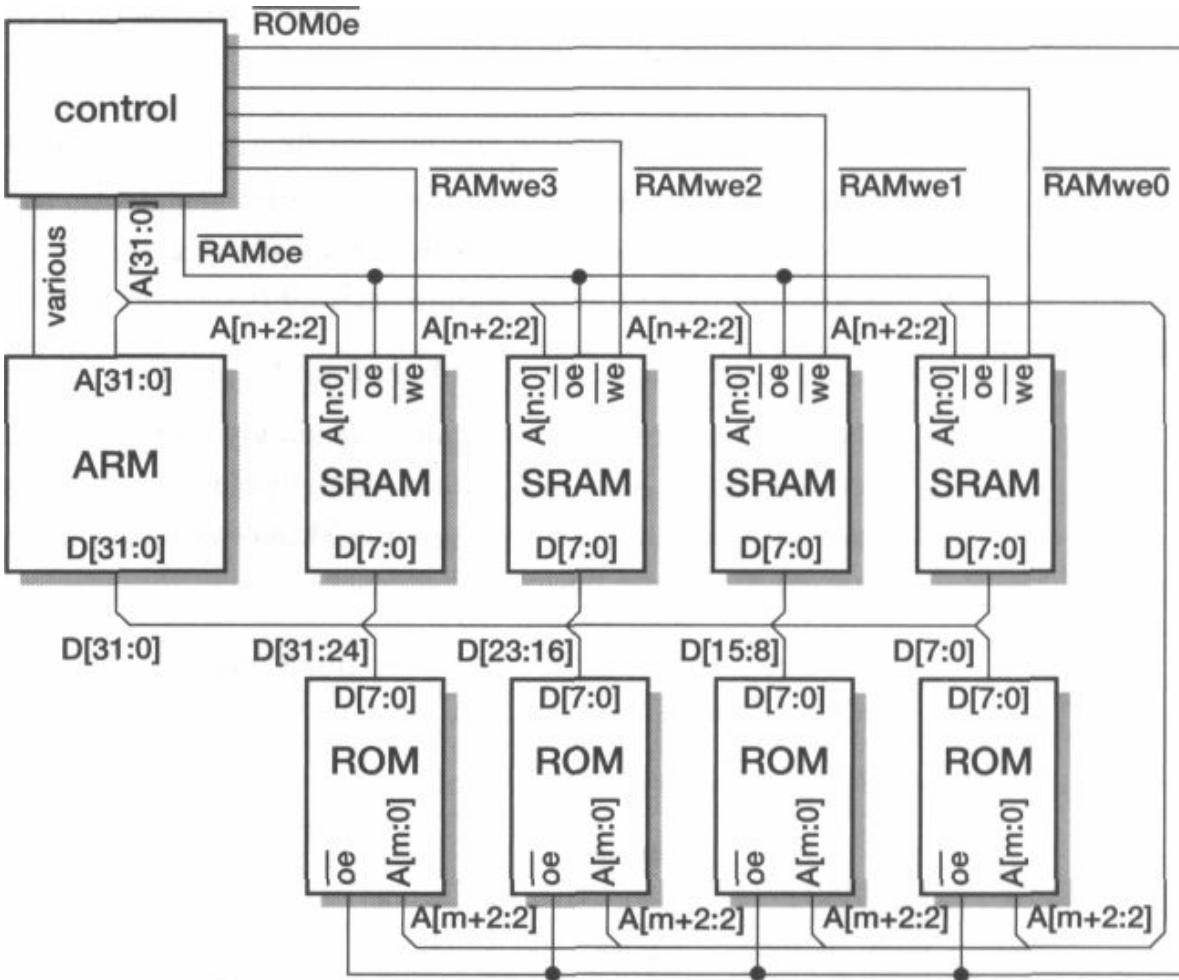 ROM0e
control
RAMwe3
RAMwe2
RAMwe1
RAMwe0
various
A[31:0]
RAMoe
A[n+2:2]
A[n+2:2]
A[n+2:2]
A[n+2:2]
A[31:0]
ARM
D[31:0]
A[n:0]
oe
we
SRAM
D[7:0]
A[n:0]
oe
we
SRAM
D[7:0]
A[n:0]
oe
we
SRAM
D[7:0]
A[n:0]
oe
we
SRAM
D[7:0]
D[31:0]
D[31:24]
D[23:16]
D[15:8]
D[7:0]
D[7:0]
ROM
oe
A[m:0]
D[7:0]
ROM
oe
A[m:0]
D[7:0]
ROM
oe
A[m:0]
D[7:0]
ROM
oe
A[m:0]
A[m+2:2]
A[m+2:2]
A[m+2:2]
A[m+2:2]